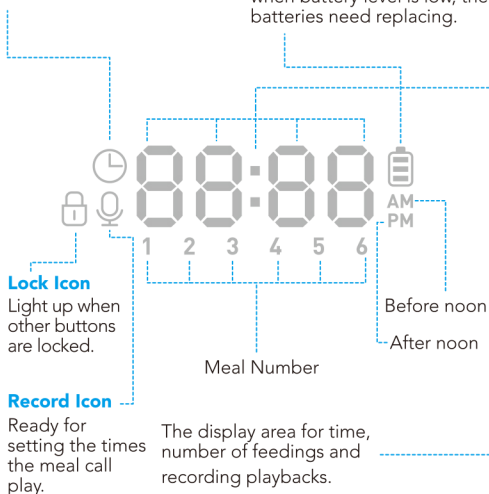 when battery level is low, the
batteries need replacing.
88:88
AM
PM
1 2 3 4 5 6
Lock Icon
Light up when
other buttons
are locked.
Before noon
After noon
Meal Number
Record Icon
Ready for
setting the times
the meal call
play.
The display area for time,
number of feedings and
recording playbacks.